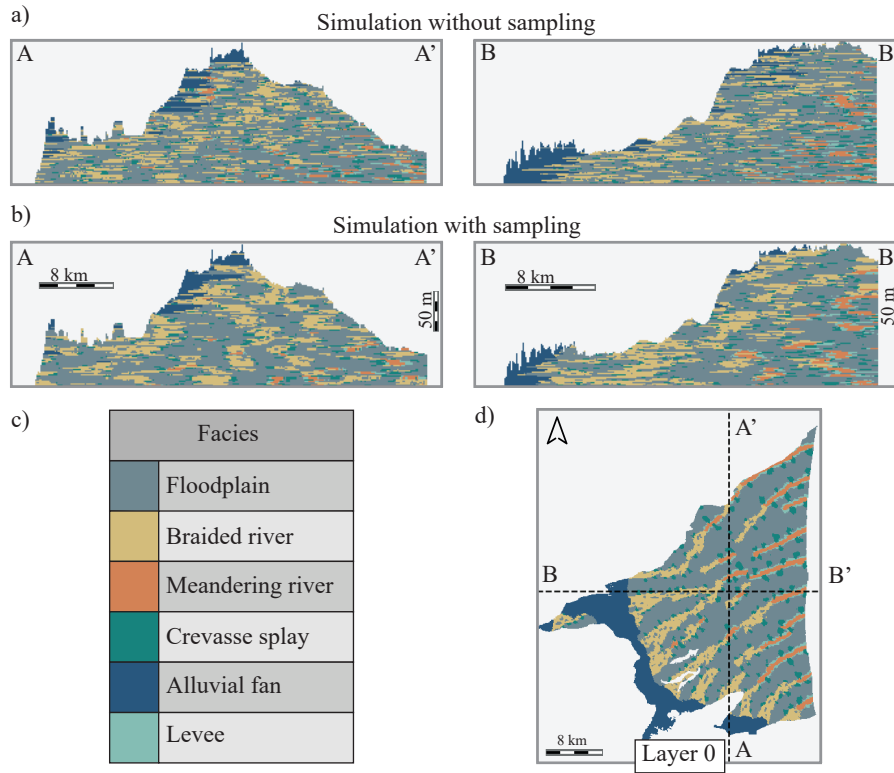 a)
Simulation without sampling
A
A’
B
B
b)
Simulation with sampling
A
A’
8 km
50 m
B
B
8 km
50 m
c)
Facies
Floodplain
Braided river
Meandering river
Crevasse splay
Alluvial fan
Levee
d)
A’
B
B’
8 km
Layer 0
A